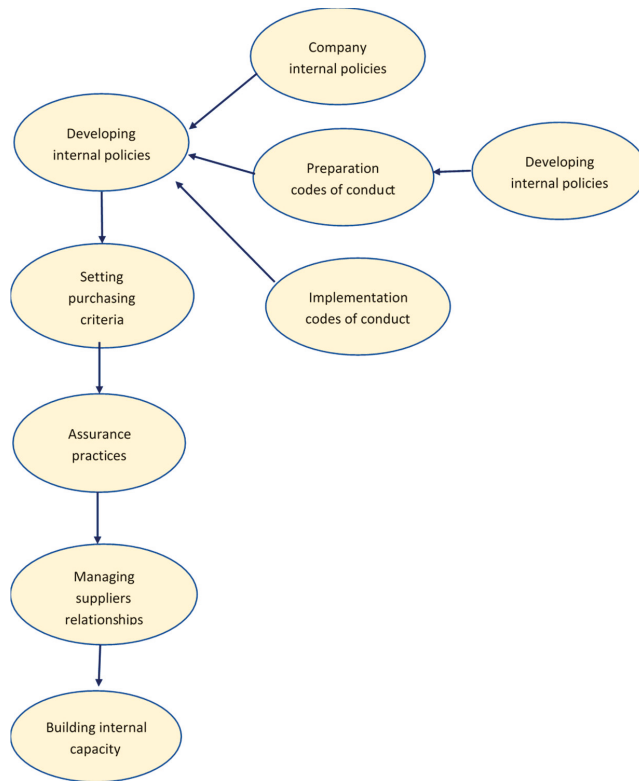 Company
internal policies
Developing
internal policies
Preparation
codes of conduct
Developing
internal policies
Setting
purchasing
criteria
Implementation
codes of conduct
Assurance
practices
Managing
suppliers
relationships
Building internal
capacity